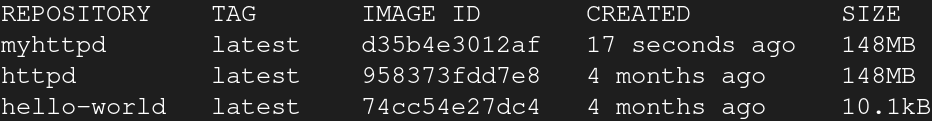 REPOSITORY    TAG       IMAGE ID       CREATED          SIZE
myhttpd       latest    d35b4e3012af   17 seconds ago   148MB
httpd         latest    958373fdd7e8   4 months ago     148MB
hello-world   latest    74cc54e27dc4   4 months ago     10.1kB